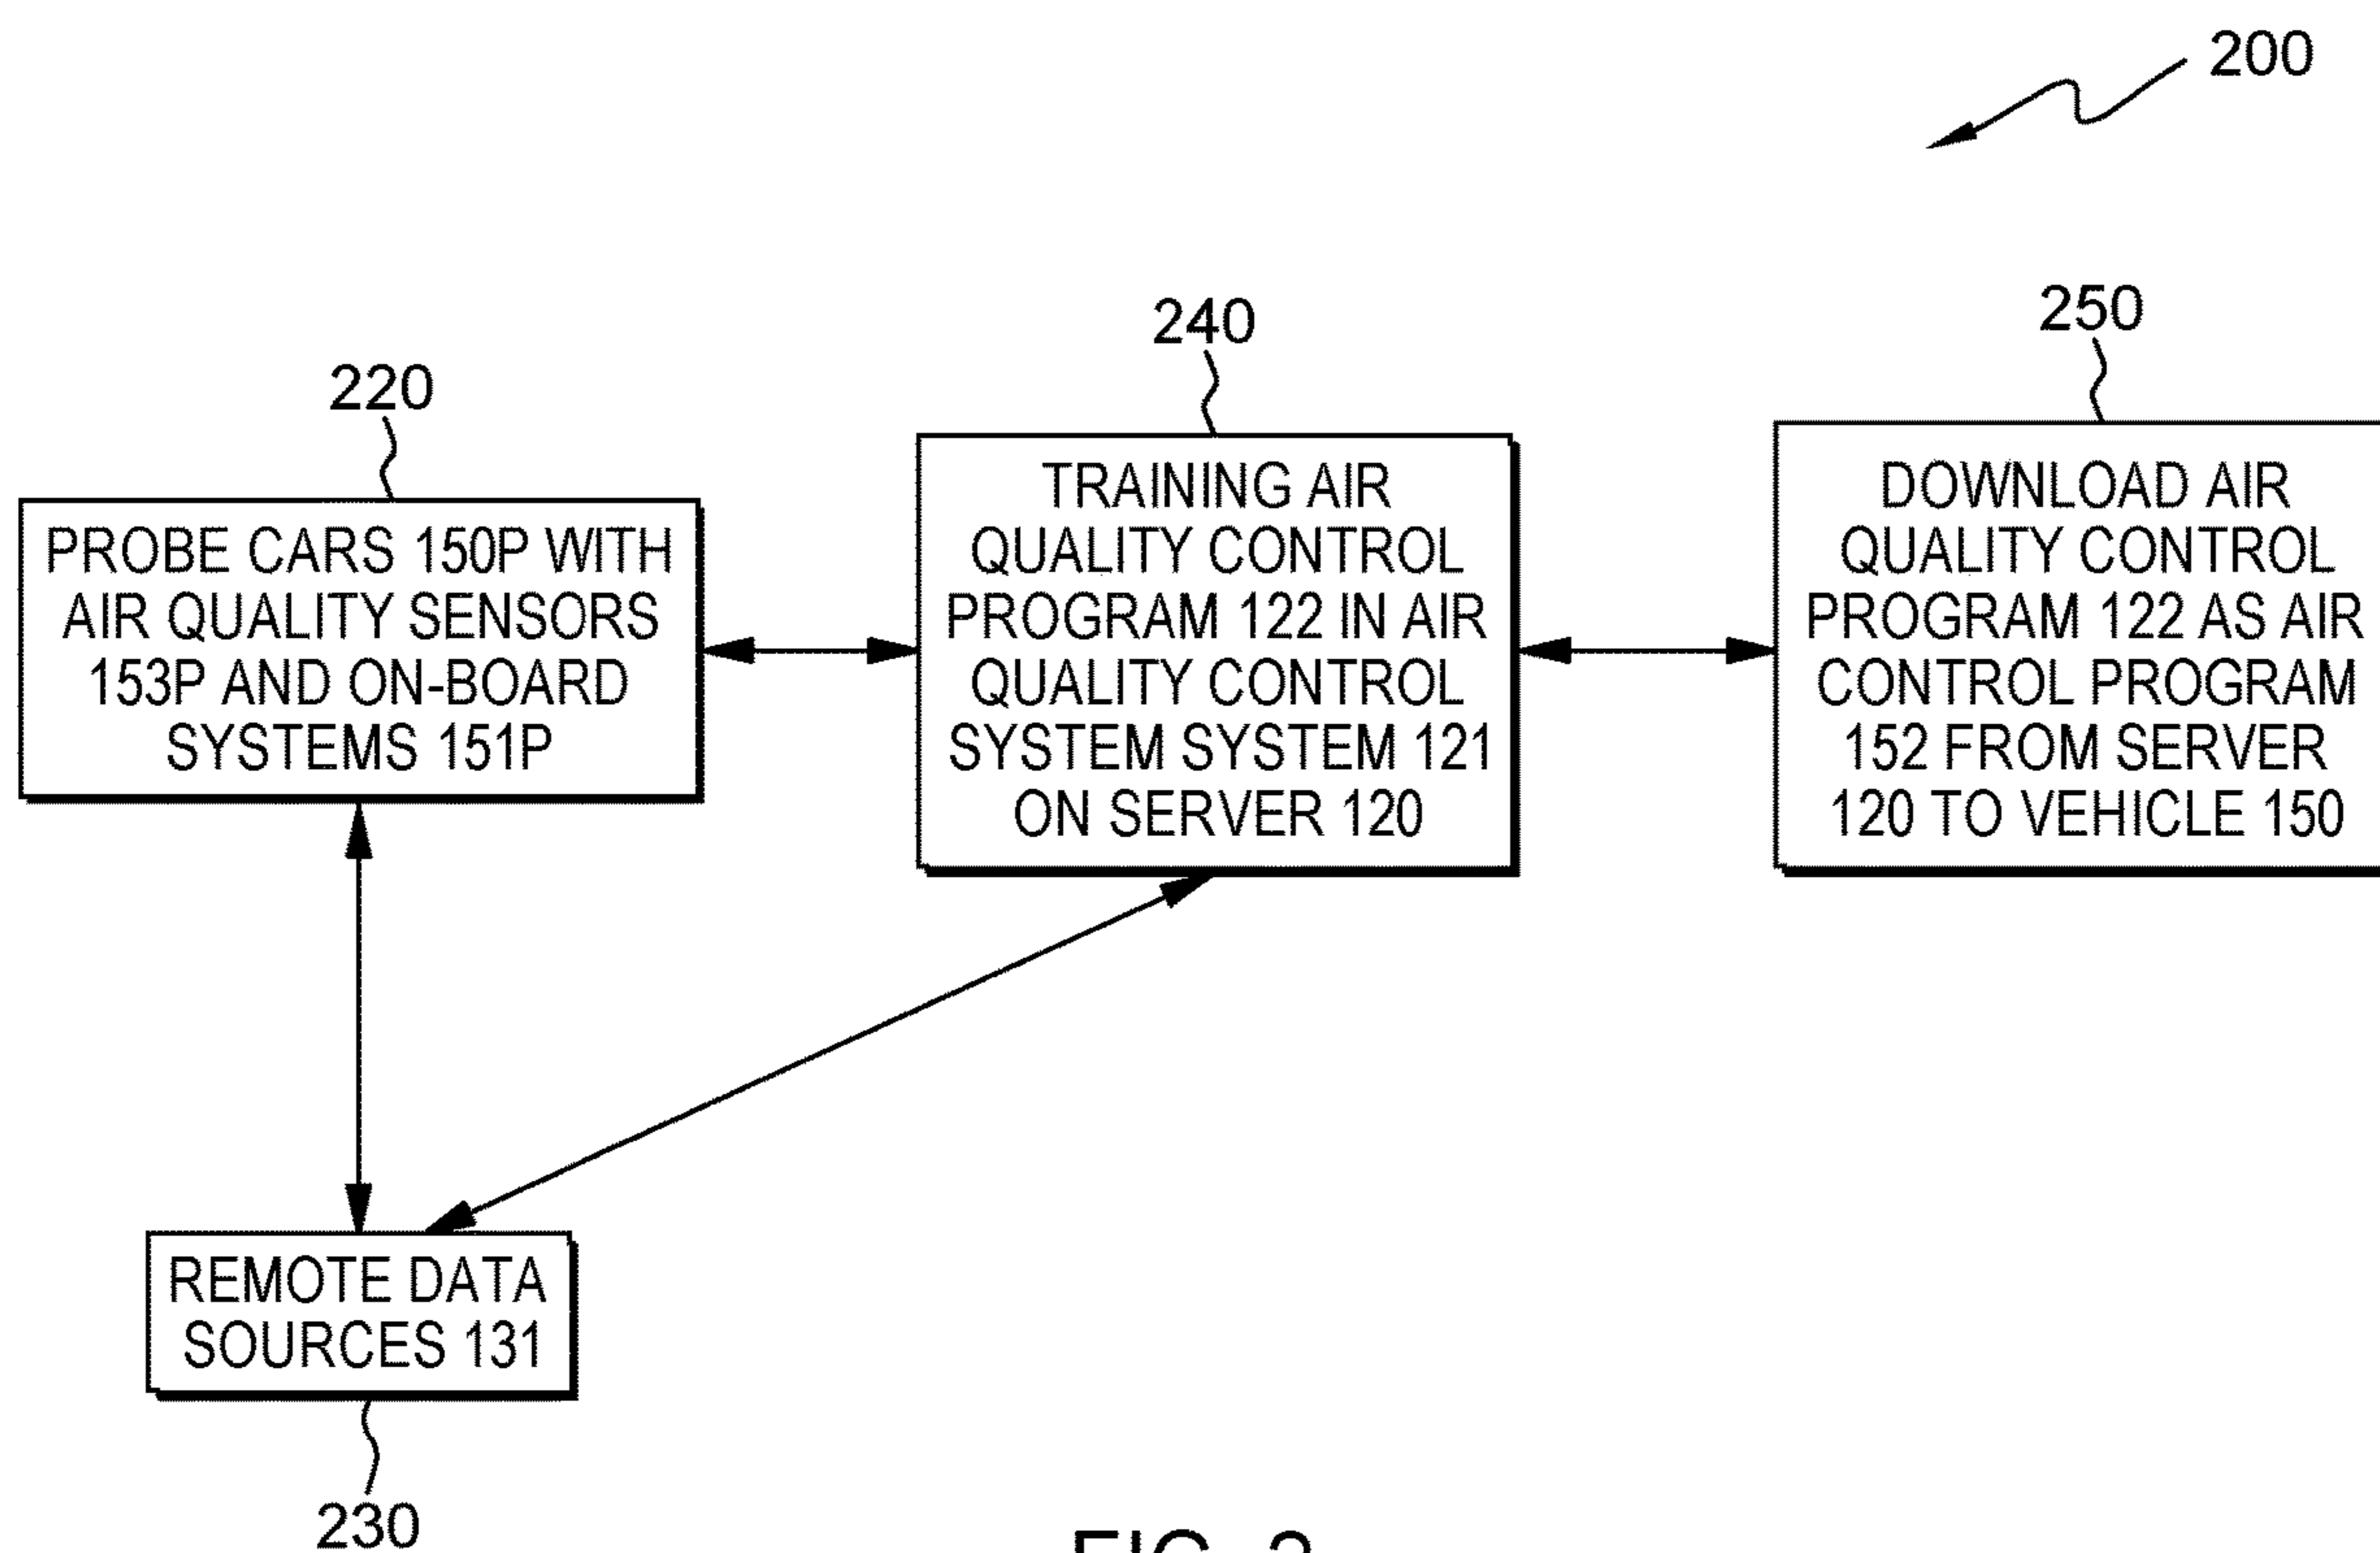 200
220
240
250
PROBE CARS 150P WITH
AIR QUALITY SENSORS
153P AND ON-BOARD
SYSTEMS 151P
TRAINING AIR
QUALITY CONTROL
PROGRAM 122 IN AIR
QUALITY CONTROL
SYSTEM SYSTEM 121
ON SERVER 120
DOWNLOAD AIR
QUALITY CONTROL
PROGRAM 122 AS AIR
CONTROL PROGRAM
152 FROM SERVER
120 TO VEHICLE 150
REMOTE DATA
SOURCES 131
230
FIG.